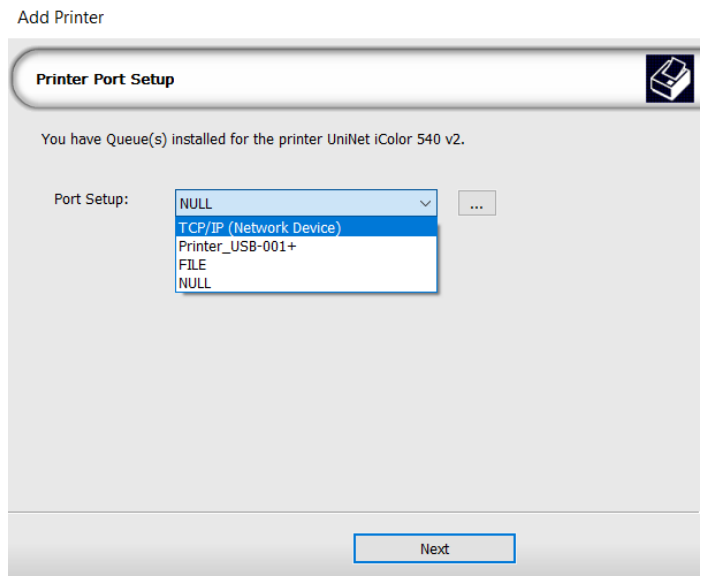 Add Printer
Printer Port Setup
You have Queue(s) installed for the printer UniNet iColor 540 v2.
Port Setup:
NULL
...
TCP/IP (Network Device)
Printer_USB-001+
FILE
NULL
Next